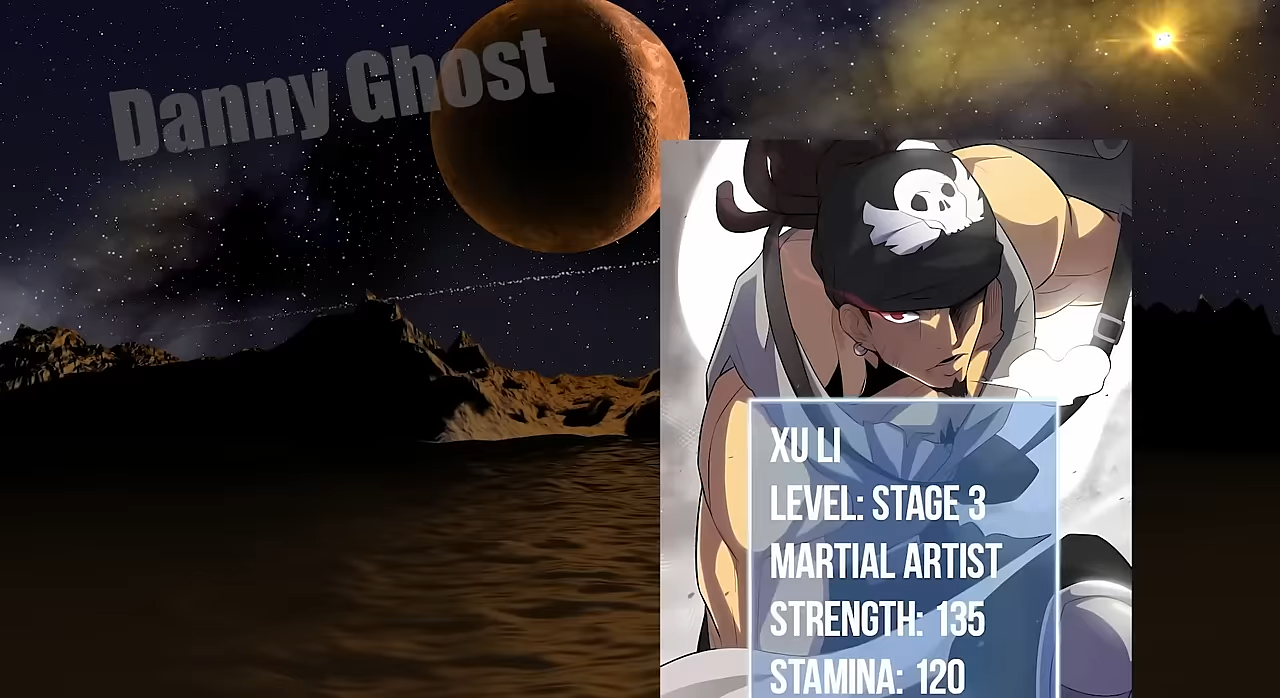 Danny Ghost
XU LI
LEVEL: STAGE 3
MARTIAL ARTIST
STRENGTH: 135
STAMINA: 120